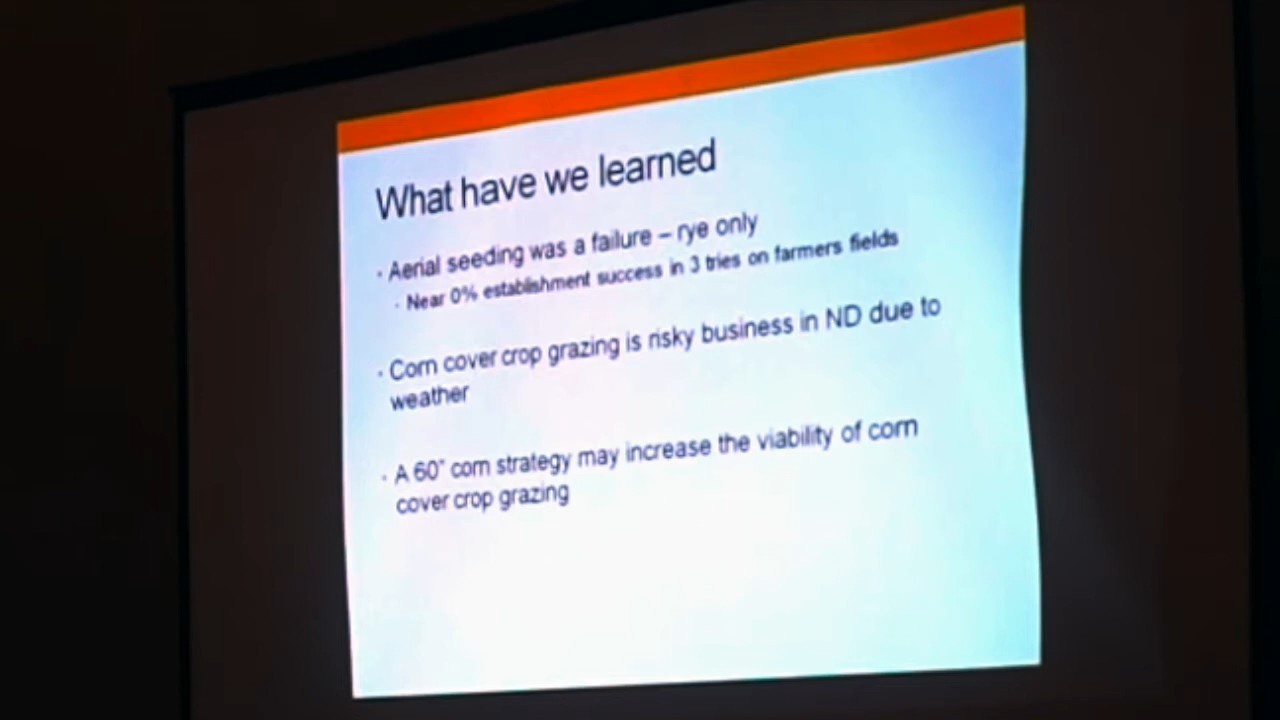 What have we learned
· Aerial seeding was a failure – rye only
· Near 0% establishment success in 3 tries on farmers fields
· Corn cover crop grazing is risky business in ND due to
weather
· A 60" corn strategy may increase the viability of corn
cover crop grazing